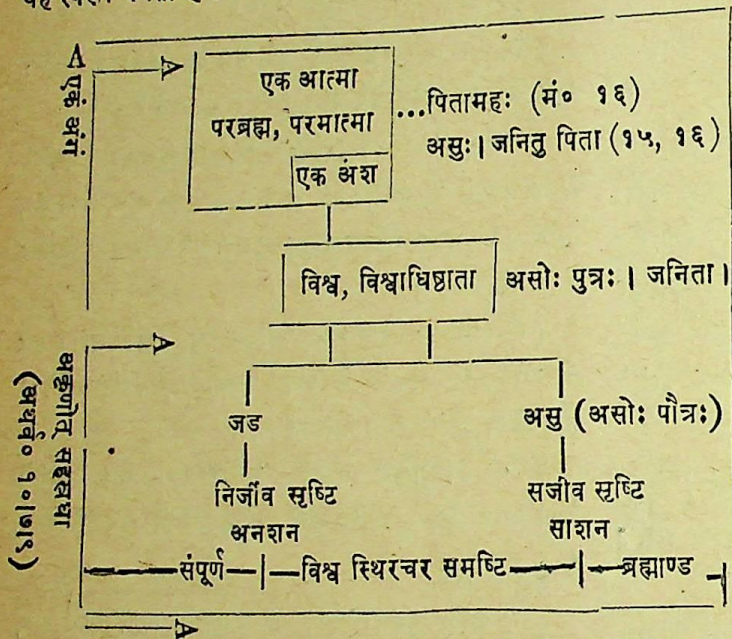 एक आत्मा
परब्रह्म, परमात्मा
एक अंश
...पितामहः (मं० १६)
असुः। जनितु पिता (१५, १६)
विश्व, विश्वाधिष्ठाता
असोः पुत्रः। जनिता।
जड
असु (असोः पौत्रः)
निर्जीव सृष्टि
सजीव सृष्टि
अनशन
साशन
संपूर्ण
विश्व स्थिरचर समष्टि
ब्रह्माण्ड
एकं अंगं
अकृणोत् सहस्रधा
(अथर्व० १०।७।९)